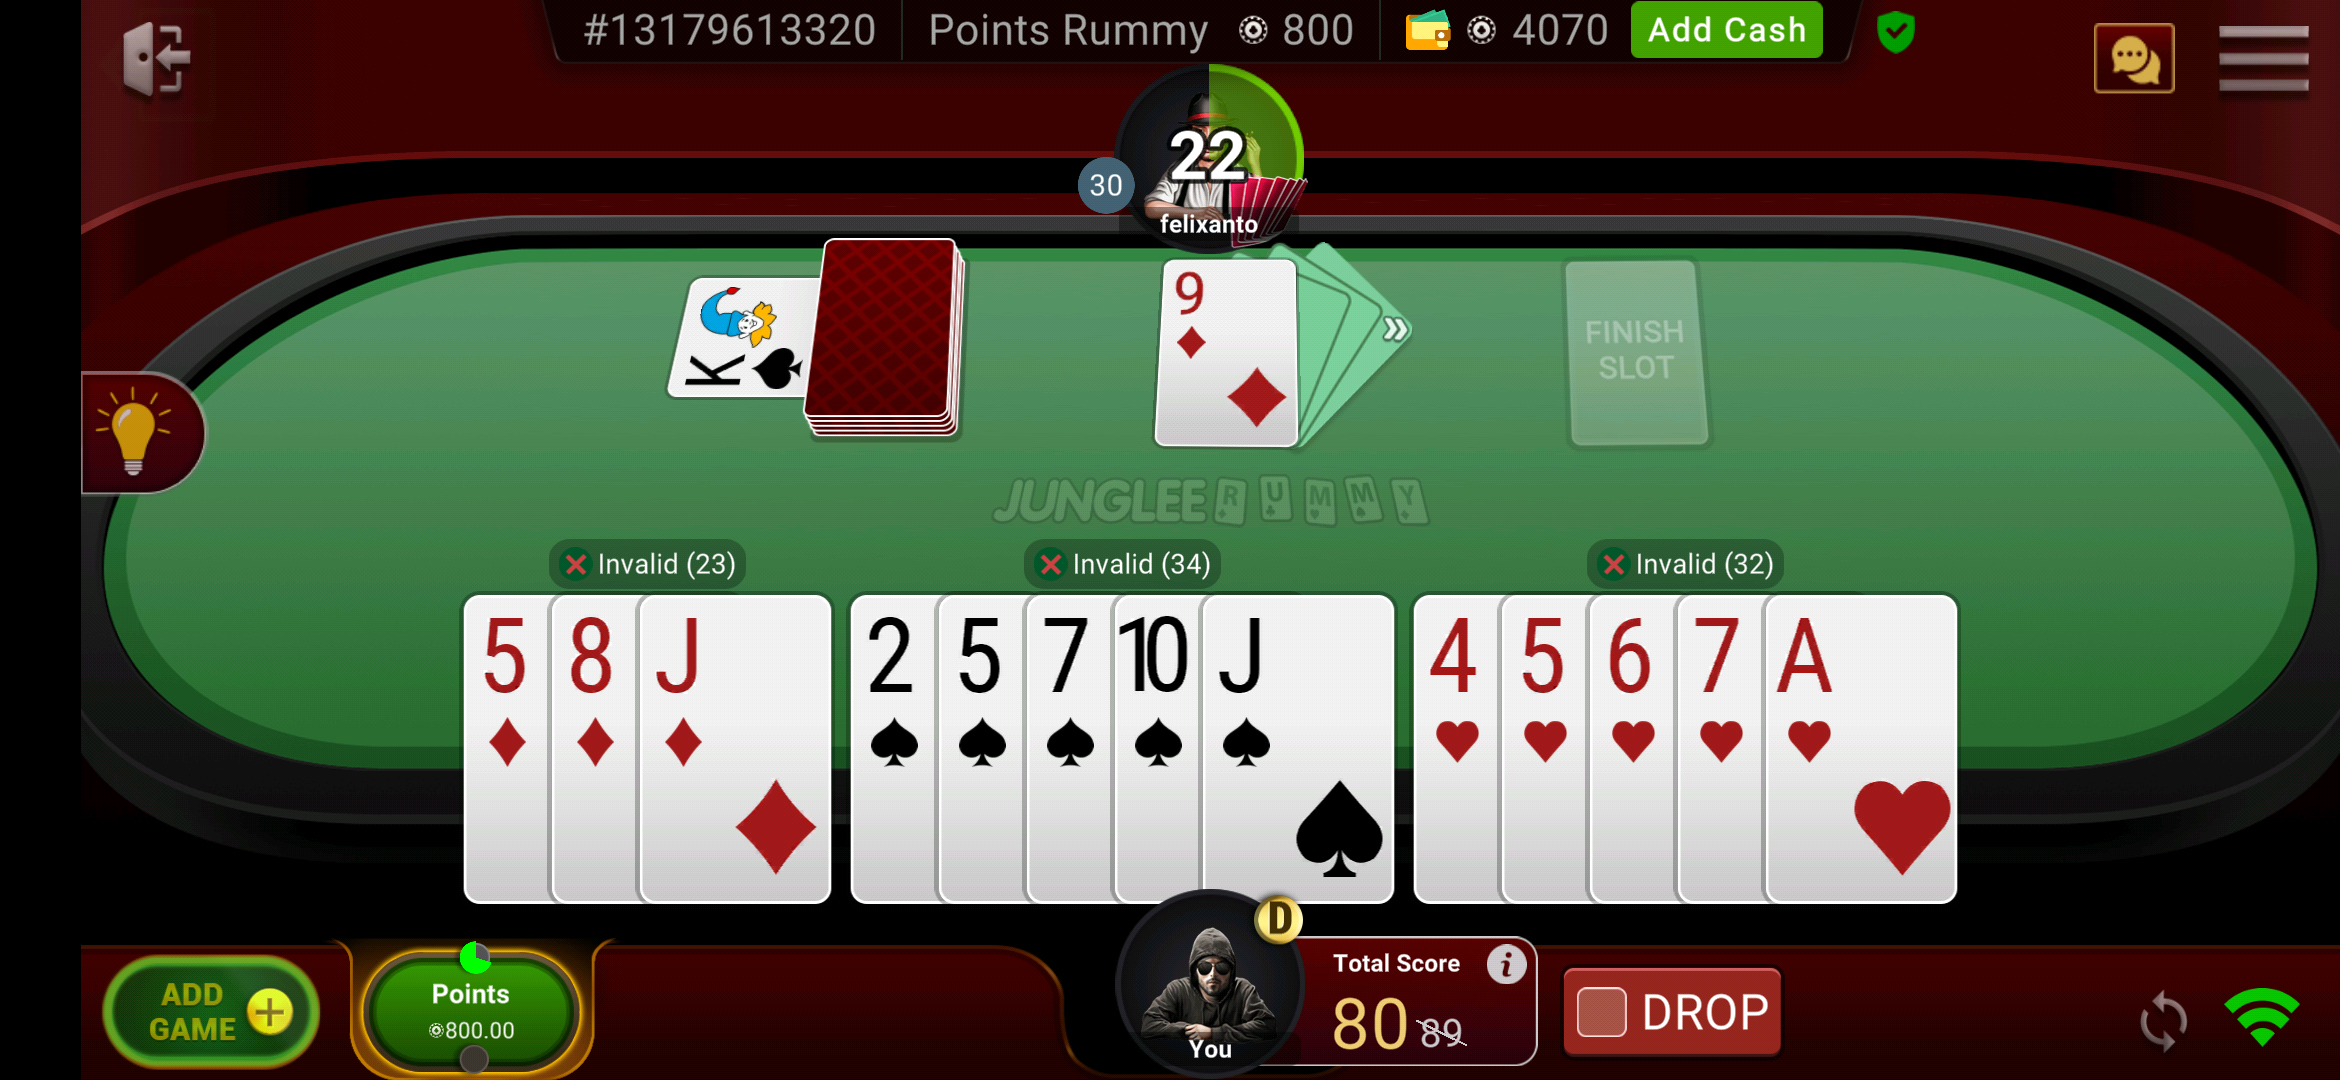 #13179613320
Points Rummy 800
4070
Add Cash
22
30
felixanto
K
9
FINISH
SLOT
JUNGLEE RUMMY
Invalid (23)
Invalid (34)
Invalid (32)
5 8 J
2 5 7 10 J
4 5 6 7 A
D
ADD
GAME
Points
800.00
You
Total Score
i
80 89
DROP